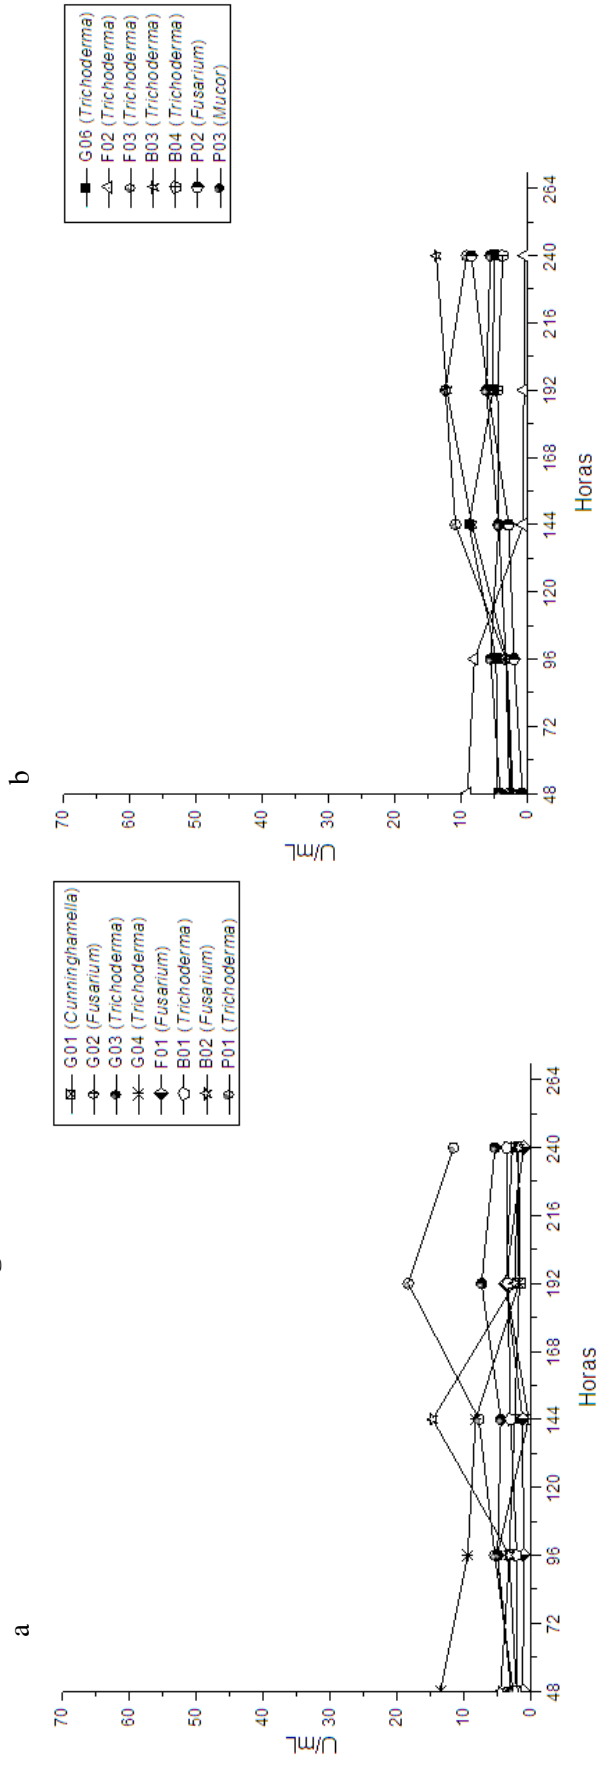 a
70
60
50
40
30
20
10
0
U/mL
48 72 96 120 144 168 192 216 240 264
Horas
G01 (Cunninghamella)
G02 (Fusarium)
G03 (Trichoderma)
G04 (Trichoderma)
F01 (Fusarium)
B01 (Trichoderma)
B02 (Fusarium)
P01 (Trichoderma)
b
70
60
50
40
30
20
10
0
U/mL
48 72 96 120 144 168 192 216 240 264
Horas
G06 (Trichoderma)
F02 (Trichoderma)
F03 (Trichoderma)
B03 (Trichoderma)
B04 (Trichoderma)
P02 (Fusarium)
P03 (Mucor)